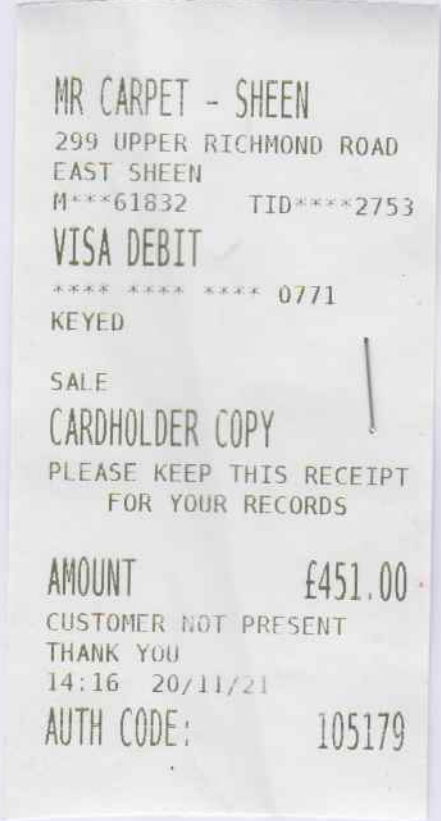 MR CARPET - SHEEN
299 UPPER RICHMOND ROAD
EAST SHEEN
M***61832 TID****2753
VISA DEBIT
**** **** **** 0771
KEYED
SALE
CARDHOLDER COPY
PLEASE KEEP THIS RECEIPT
FOR YOUR RECORDS
AMOUNT £451.00
CUSTOMER NOT PRESENT
THANK YOU
14:16 20/11/21
AUTH CODE: 105179